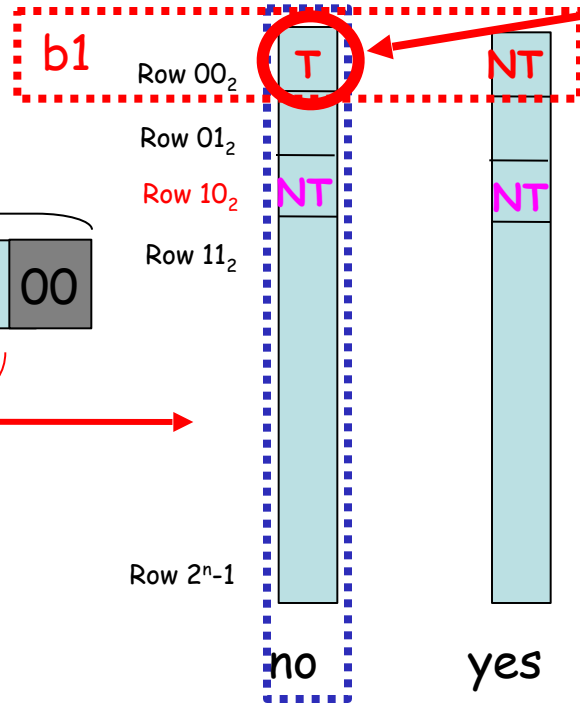 b1 Row 00₂ T NT
Row 01₂
Row 10₂ NT NT
00 Row 11₂
Row 2ⁿ-1
no yes